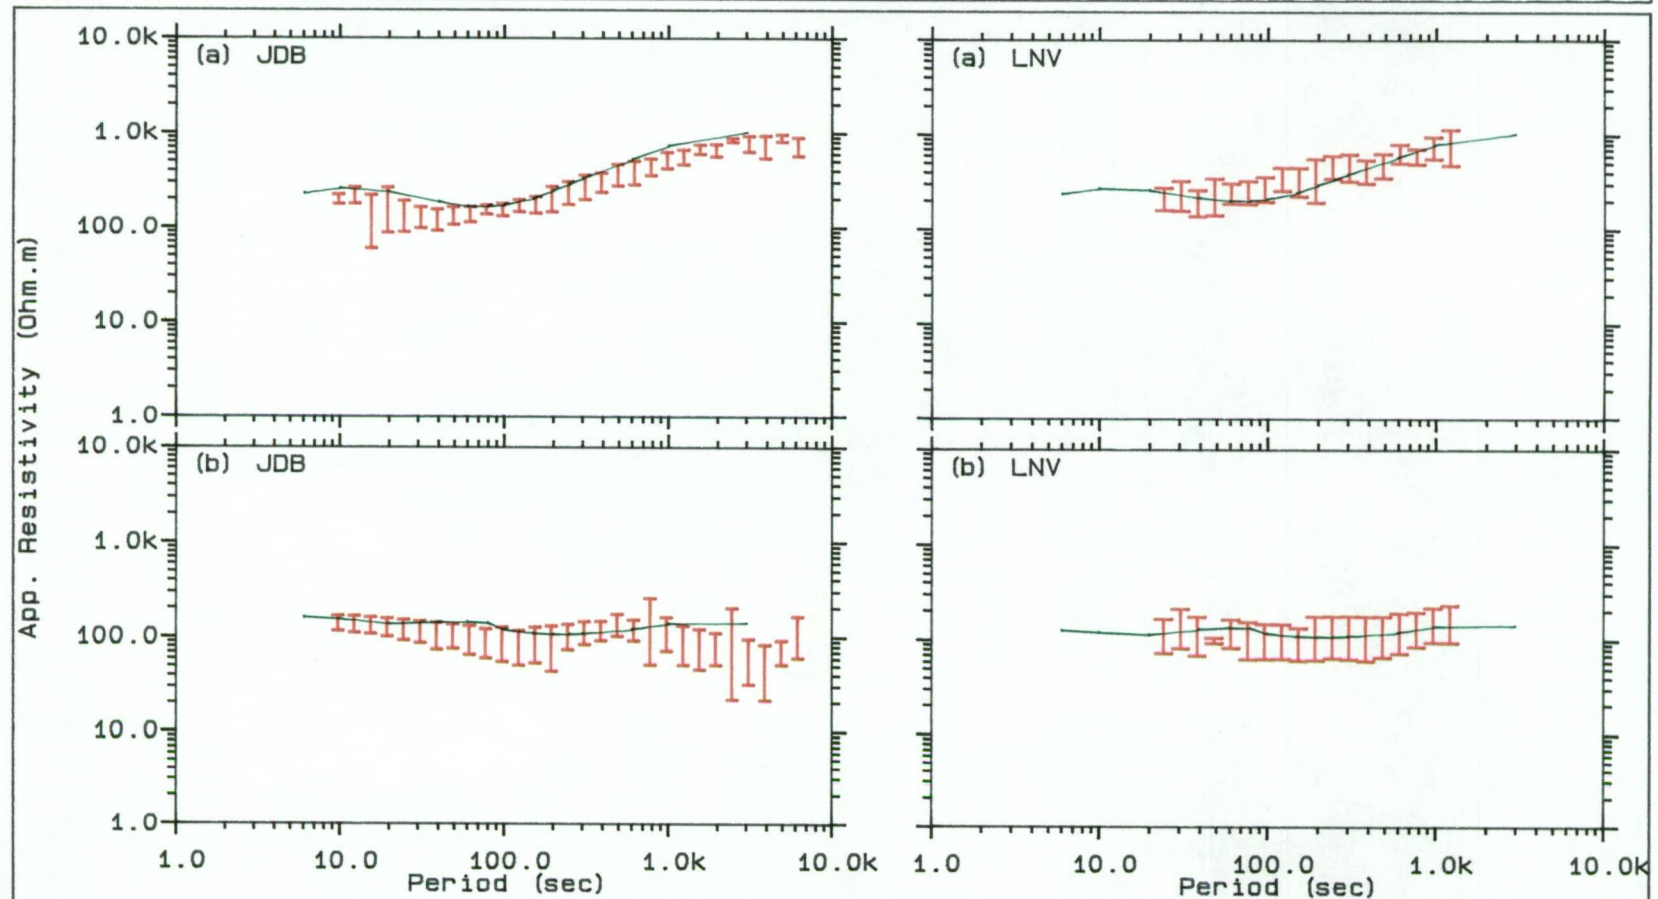 10.0k
(a) JDB
(a) LNV
1.0k
100.0
10.0
1.0
App. Resistivity (Ohm.m)
10.0k
(b) JDB
(b) LNV
1.0k
100.0
10.0
1.0
1.0 10.0 100.0 1.0k 10.0k 1.0 10.0 100.0 1.0k 10.0k
Period (sec) Period (sec)